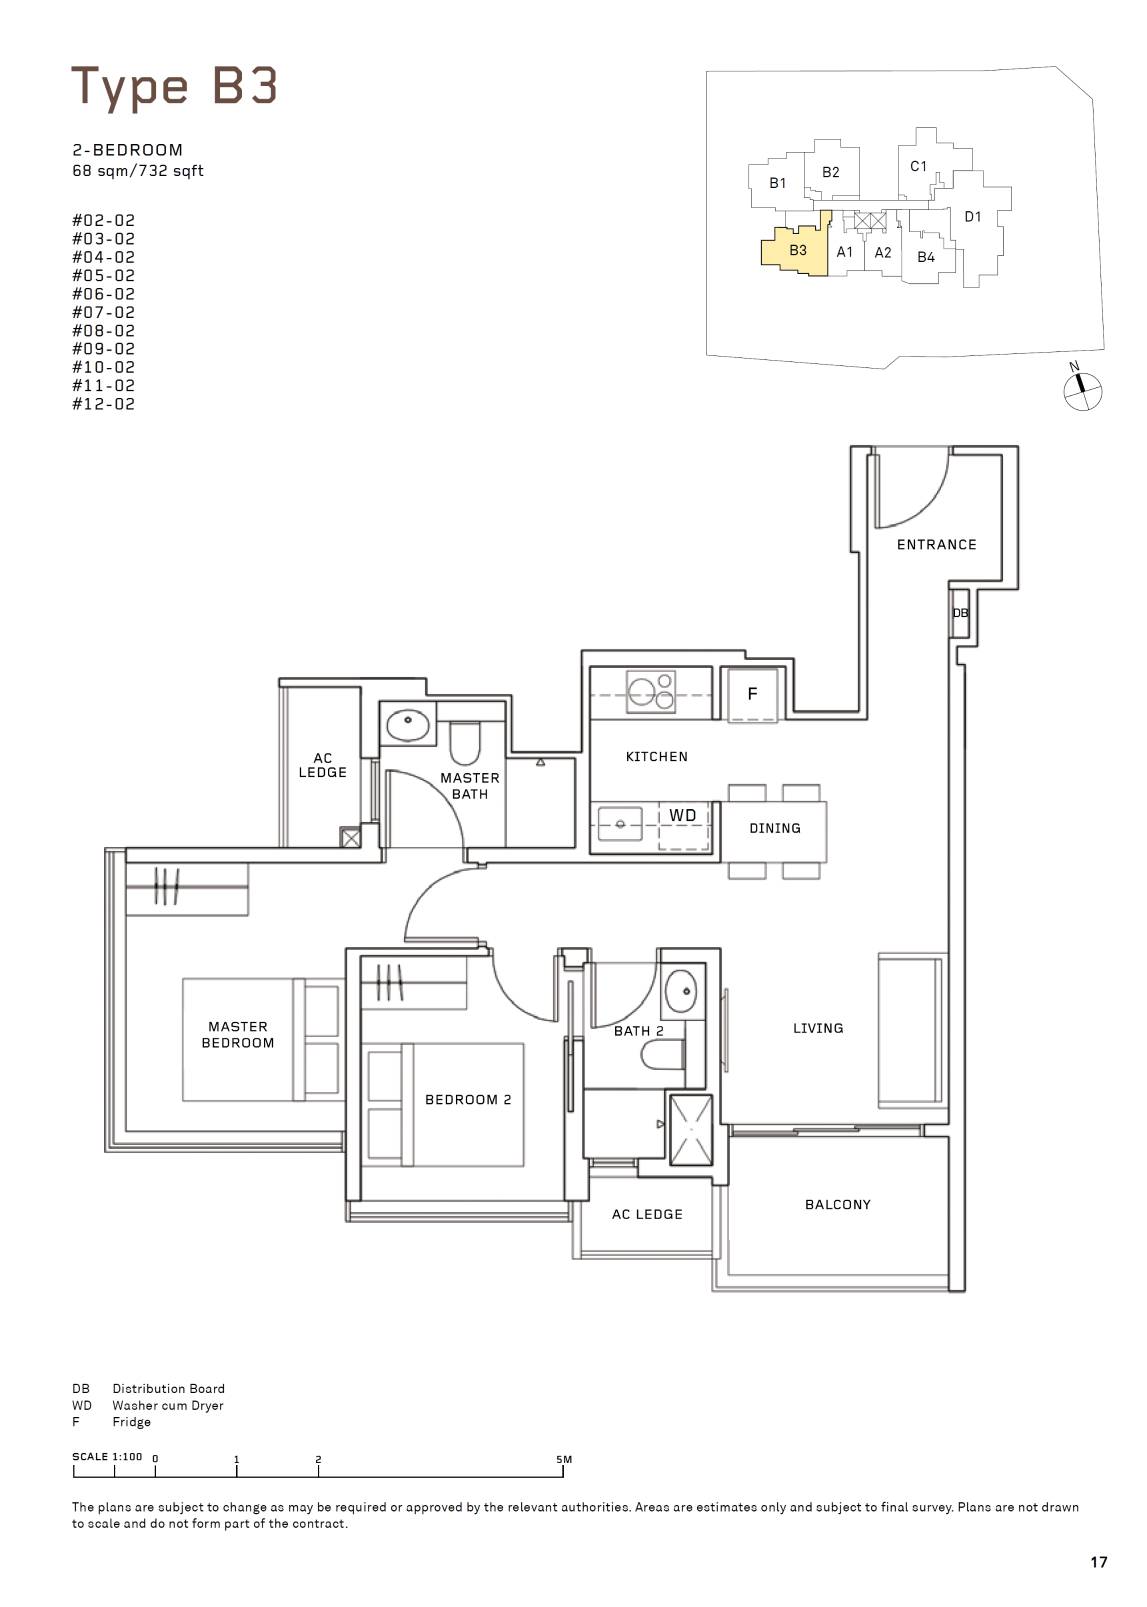 Type B3
2-BEDROOM
68 sqm/732 sqft
#02-02
#03-02
#04-02
#05-02
#06-02
#07-02
#08-02
#09-02
#10-02
#11-02
#12-02
C1
B2
B1
D1
B3
A1
A2
B4
N
ENTRANCE
DB
F
KITCHEN
AC
LEDGE
MASTER
BATH
WD
DINING
MASTER
BEDROOM
BATH 2
LIVING
BEDROOM 2
BALCONY
AC LEDGE
DB Distribution Board
WD Washer cum Dryer
F Fridge
SCALE 1:100 0 1 2 5M
The plans are subject to change as may be required or approved by the relevant authorities. Areas are estimates only and subject to final survey. Plans are not drawn
to scale and do not form part of the contract.
17